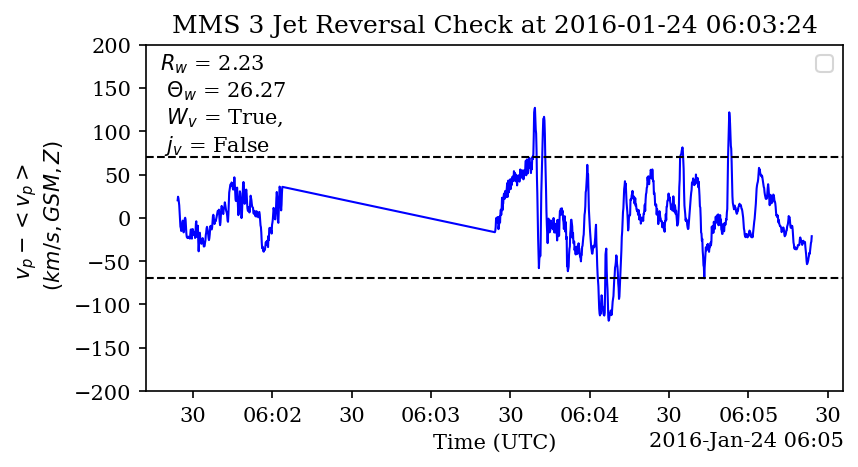 MMS 3 Jet Reversal Check at 2016-01-24 06:03:24
R_w = 2.23
Θ_w = 26.27
W_v = True,
j_v = False
200
150
100
50
0
−50
−100
−150
−200
v_p − < v_p >
(km/s, GSM, Z)
30 06:02 30 06:03 30 06:04 30 06:05 30
Time (UTC)
2016-Jan-24 06:05